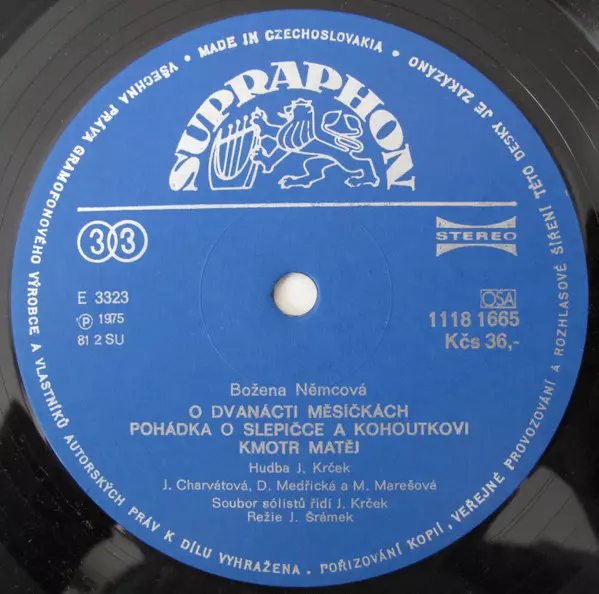 VŠECHNA PRÁVA GRAMOFONOVÉHO VÝROBCE A VLASTNÍKŮ AUTORSKÝCH PRÁV K DÍLU VYHRAŽENA. POŘIZOVÁNÍ KOPIÍ, VEŘEJNÉ PROVOZOVÁNÍ A ROZHLASOVÉ ŠÍŘENÍ TÉTO DESKY JE ZAKÁZÁNO • MADE IN CZECHOSLOVAKIA •
SUPRAPHON
33
STEREO
E 3323
℗ 1975
81 2 SU
OSA
1118 1665
Kčs 36,-
Božena Němcová
O DVANÁCTI MĚSÍČKÁCH
POHÁDKA O SLEPIČCE A KOHOUTKOVI
KMOTR MATĚJ
Hudba J. Krček
J. Charvátová, D. Medřická a M. Marešová
Soubor sólistů řídí J. Krček
Režie J. Šrámek